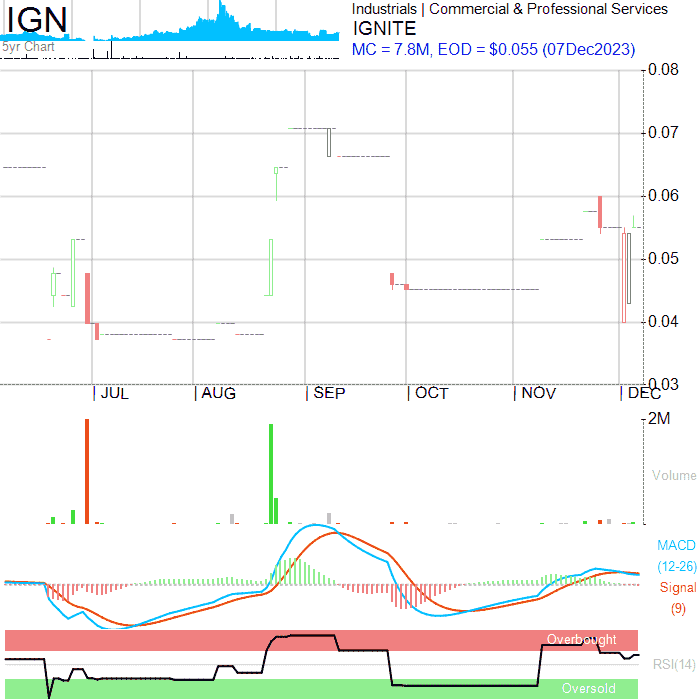 IGN
5yr Chart
Industrials | Commercial & Professional Services
IGNITE
MC = 7.8M, EOD = $0.055 (07Dec2023)
0.08
0.07
0.06
0.05
0.04
0.03
JUL
AUG
SEP
OCT
NOV
DEC
2M
Volume
MACD
(12-26)
Signal
(9)
Overbought
RSI(14)
Oversold